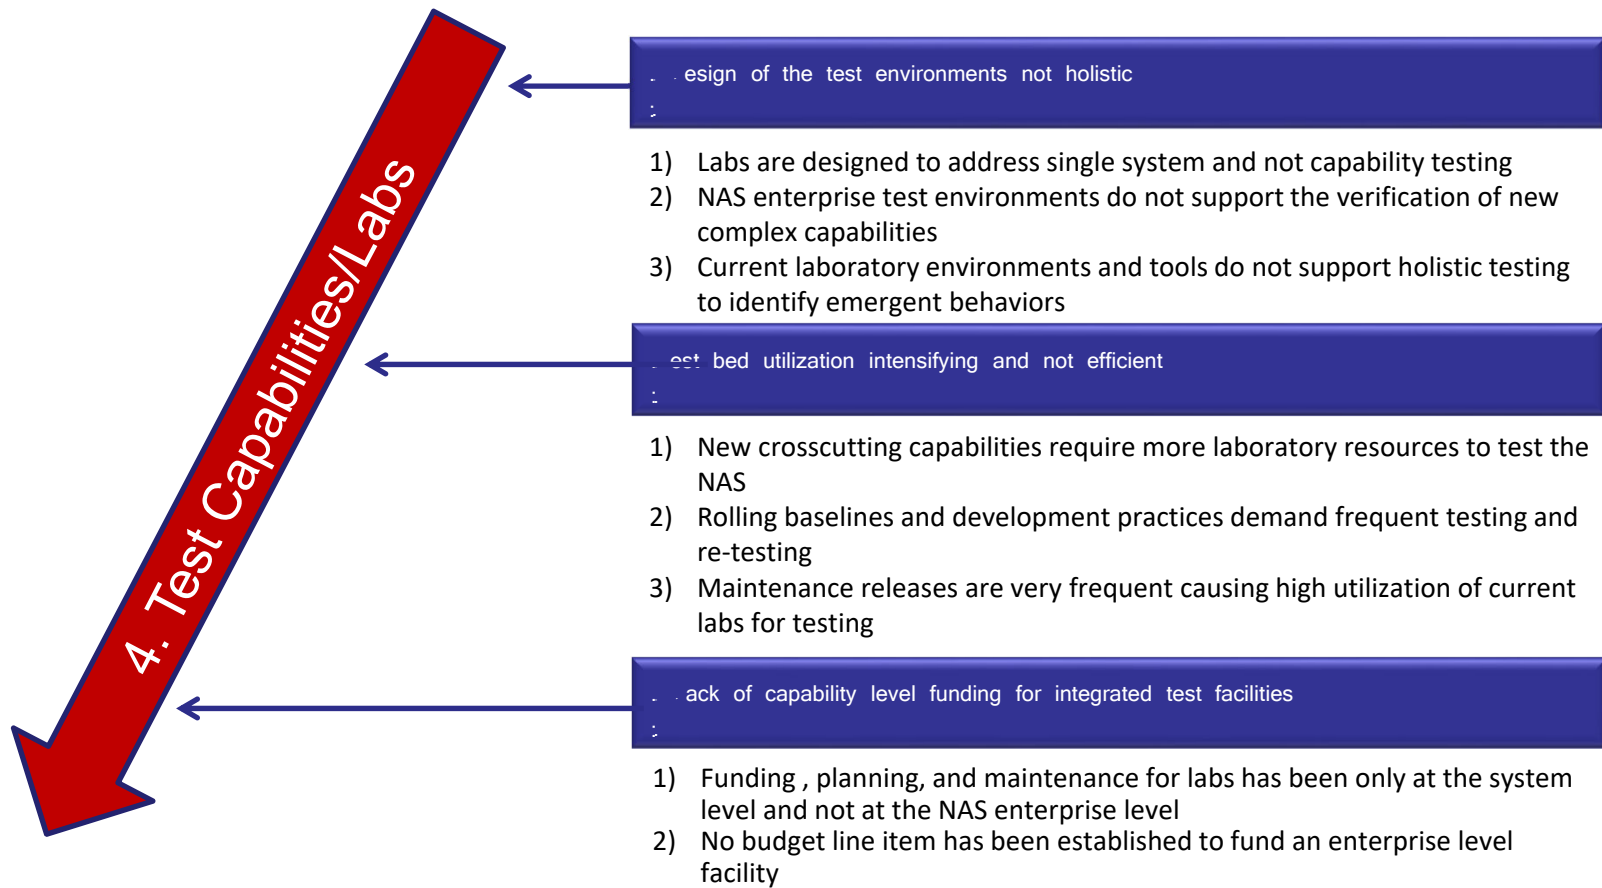 4. Test Capabilities/Labs
esign of the test environments not holistic
:
1) Labs are designed to address single system and not capability testing
2) NAS enterprise test environments do not support the verification of new
complex capabilities
3) Current laboratory environments and tools do not support holistic testing
to identify emergent behaviors
est bed utilization intensifying and not efficient
:
1) New crosscutting capabilities require more laboratory resources to test the
NAS
2) Rolling baselines and development practices demand frequent testing and
re-testing
3) Maintenance releases are very frequent causing high utilization of current
labs for testing
ack of capability level funding for integrated test facilities
:
1) Funding , planning, and maintenance for labs has been only at the system
level and not at the NAS enterprise level
2) No budget line item has been established to fund an enterprise level
facility